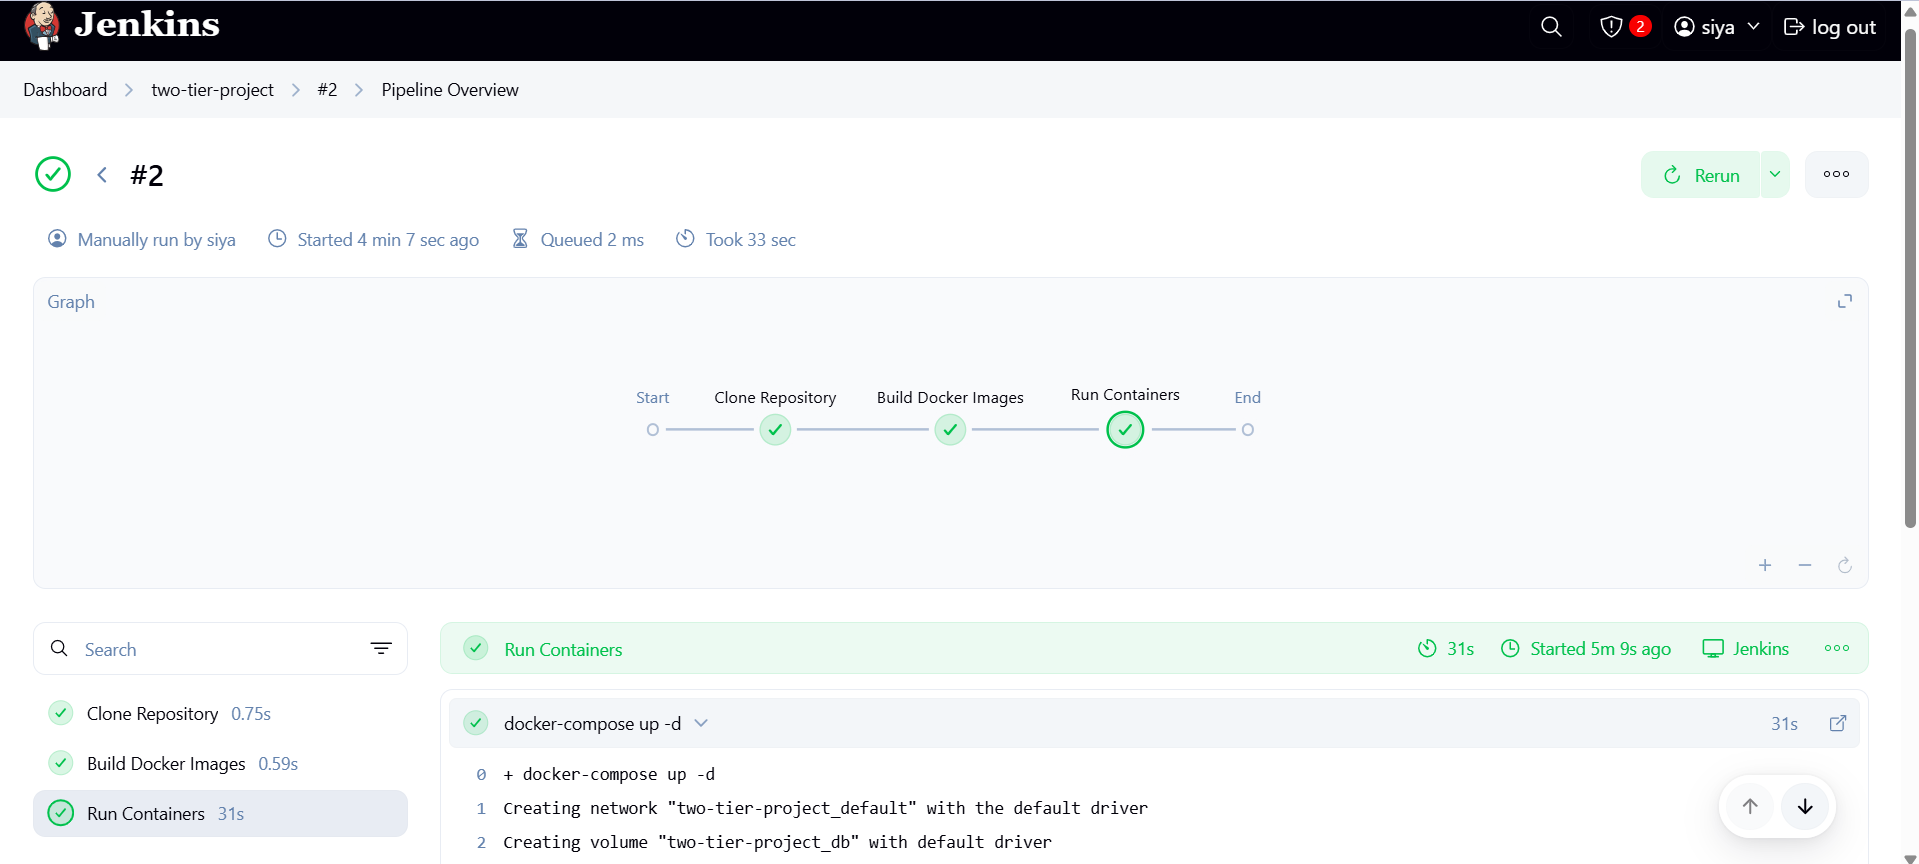 Jenkins
2
siya
log out
Dashboard
two-tier-project
#2
Pipeline Overview
#2
Rerun
Manually run by siya
Started 4 min 7 sec ago
Queued 2 ms
Took 33 sec
Graph
Start
Clone Repository
Build Docker Images
Run Containers
End
Search
Clone Repository 0.75s
Build Docker Images 0.59s
Run Containers 31s
Run Containers
31s
Started 5m 9s ago
Jenkins
docker-compose up -d
31s
0 + docker-compose up -d
1 Creating network "two-tier-project_default" with the default driver
2 Creating volume "two-tier-project_db" with default driver